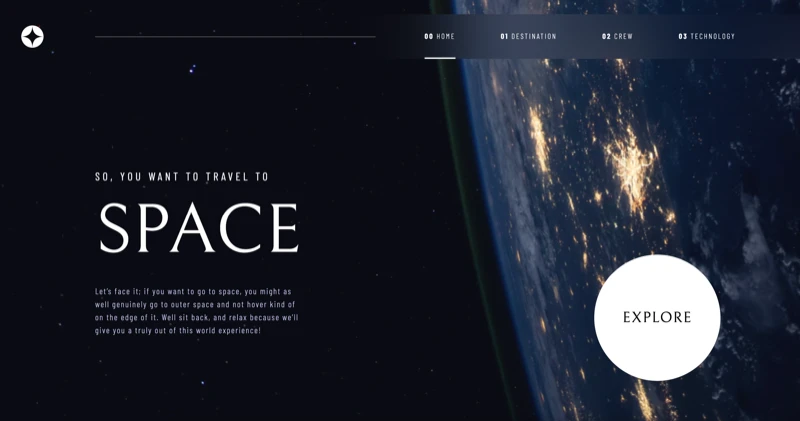 00 HOME
01 DESTINATION
02 CREW
03 TECHNOLOGY
SO, YOU WANT TO TRAVEL TO
SPACE
Let's face it; if you want to go to space, you might as
well genuinely go to outer space and not hover kind of
on the edge of it. Well sit back, and relax because we'll
give you a truly out of this world experience!
EXPLORE